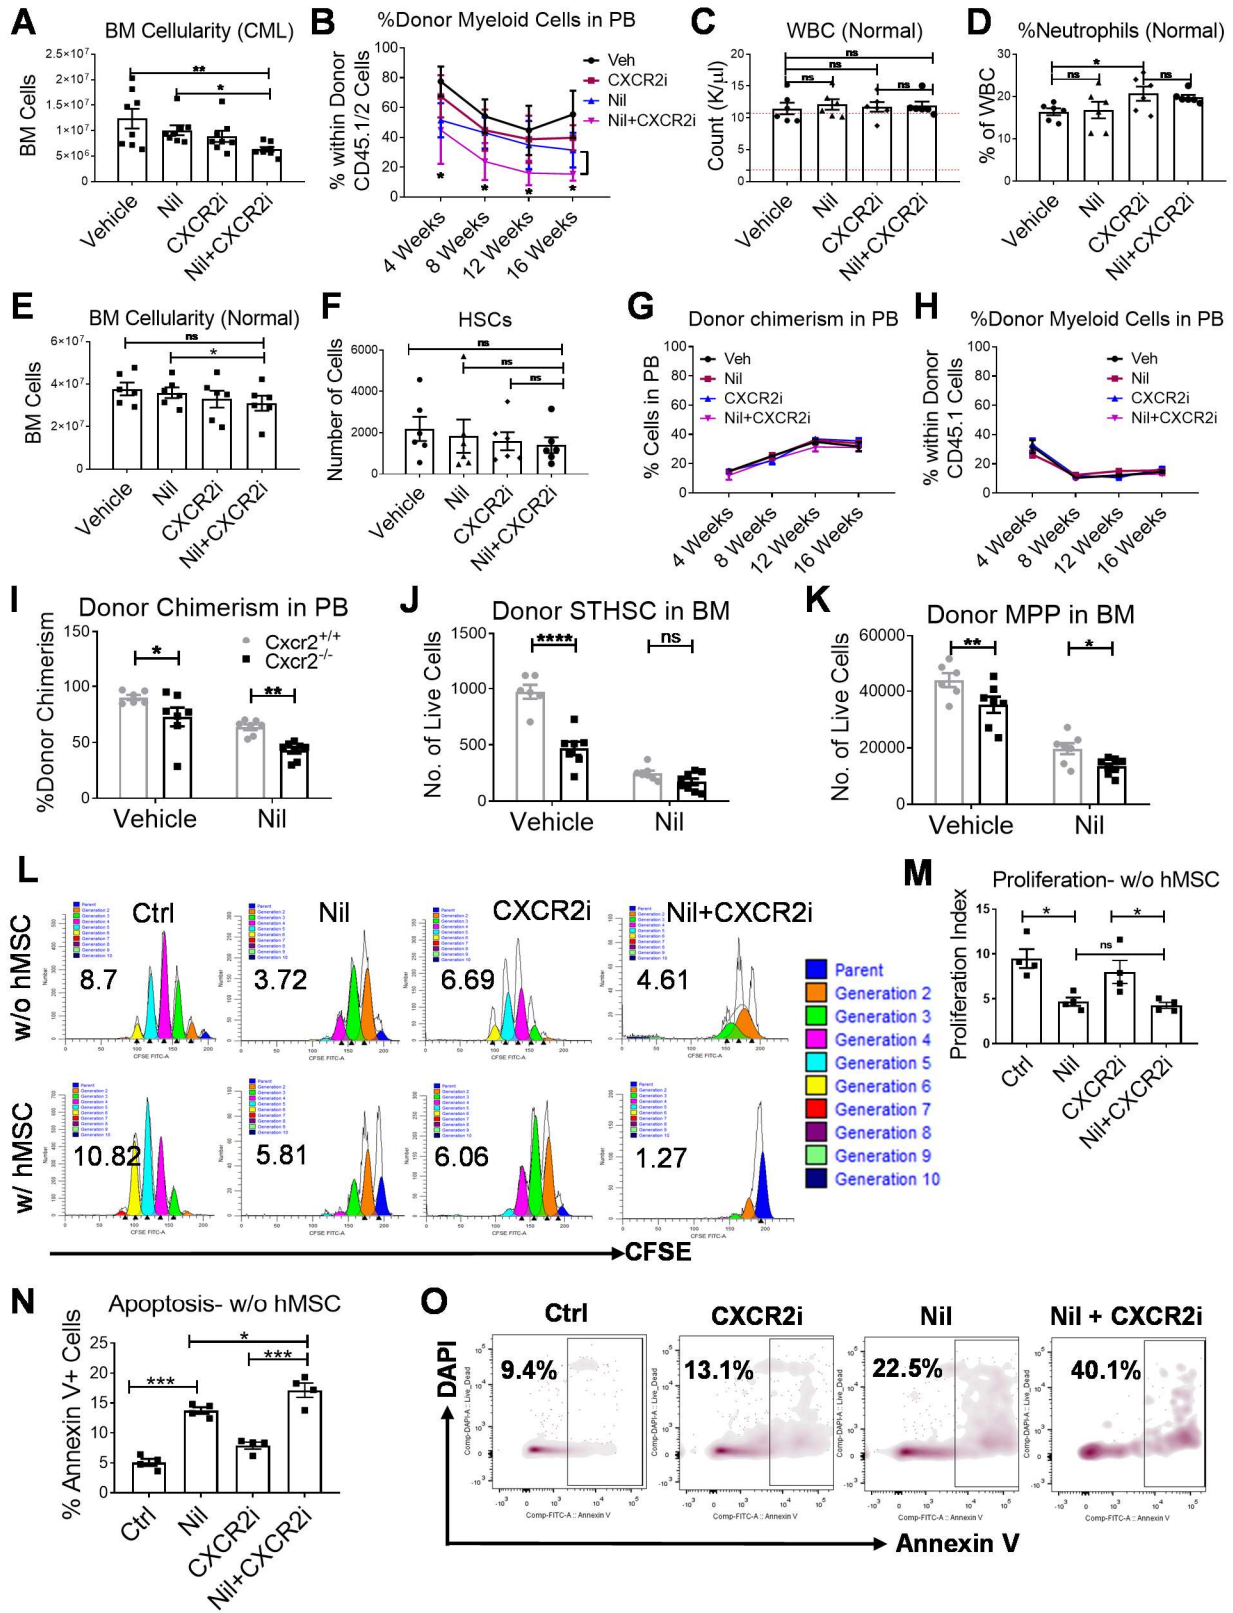 A
BM Cellularity (CML)
BM Cells
2.5×10⁷
2.0×10⁷
1.5×10⁷
1.0×10⁷
5.0×10⁶
0
**
*
Vehicle
Nil
CXCR2i
Nil+CXCR2i
B
%Donor Myeloid Cells in PB
% within Donor
CD45.1/2 Cells
100
80
60
40
20
0
Veh
CXCR2i
Nil
Nil+CXCR2i
* * * *
4 Weeks
8 Weeks
12 Weeks
16 Weeks
C
WBC (Normal)
Count (K/µl)
20
15
10
5
0
ns
ns
ns
ns
Vehicle
Nil
CXCR2i
Nil+CXCR2i
D
%Neutrophils (Normal)
% of WBC
30
20
10
0
*
ns
ns
Vehicle
Nil
CXCR2i
Nil+CXCR2i
E
BM Cellularity (Normal)
BM Cells
6×10⁷
4×10⁷
2×10⁷
0
ns
*
Vehicle
Nil
CXCR2i
Nil+CXCR2i
F
HSCs
Number of Cells
6000
4000
2000
0
ns
ns
ns
Vehicle
Nil
CXCR2i
Nil+CXCR2i
G
Donor chimerism in PB
% Cells in PB
100
80
60
40
20
0
Veh
Nil
CXCR2i
Nil+CXCR2i
4 Weeks
8 Weeks
12 Weeks
16 Weeks
H
%Donor Myeloid Cells in PB
% within Donor
CD45.1 Cells
100
80
60
40
20
0
Veh
Nil
CXCR2i
Nil+CXCR2i
4 Weeks
8 Weeks
12 Weeks
16 Weeks
I
Donor Chimerism in PB
%Donor Chimerism
150
100
50
0
Cxcr2+/+
Cxcr2-/-
*
**
Vehicle
Nil
J
Donor STHSC in BM
No. of Live Cells
1500
1000
500
0
****
ns
Vehicle
Nil
K
Donor MPP in BM
No. of Live Cells
60000
40000
20000
0
**
*
Vehicle
Nil
L
w/o hMSC
Ctrl
8.7
Nil
3.72
CXCR2i
6.69
Nil+CXCR2i
4.61
w/ hMSC
10.82
5.81
6.06
1.27
CFSE FITC-A
CFSE
Parent
Generation 2
Generation 3
Generation 4
Generation 5
Generation 6
Generation 7
Generation 8
Generation 9
Generation 10
M
Proliferation- w/o hMSC
Proliferation Index
15
10
5
0
*
*
ns
Ctrl
Nil
CXCR2i
Nil+CXCR2i
N
Apoptosis- w/o hMSC
% Annexin V+ Cells
25
20
15
10
5
0
***
*
***
Ctrl
Nil
CXCR2i
Nil+CXCR2i
O
DAPI
Ctrl
9.4%
CXCR2i
13.1%
Nil
22.5%
Nil + CXCR2i
40.1%
Comp-DAPI-A :: Live_Dead
Comp-FITC-A :: Annexin V
Annexin V